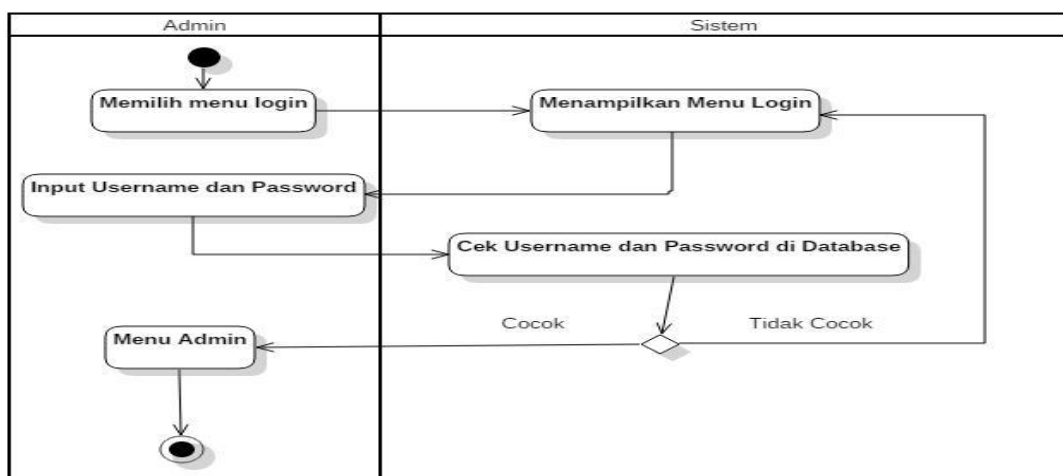 Admin
Sistem
Memilih menu login
Menampilkan Menu Login
Input Username dan Password
Cek Username dan Password di Database
Cocok
Tidak Cocok
Menu Admin